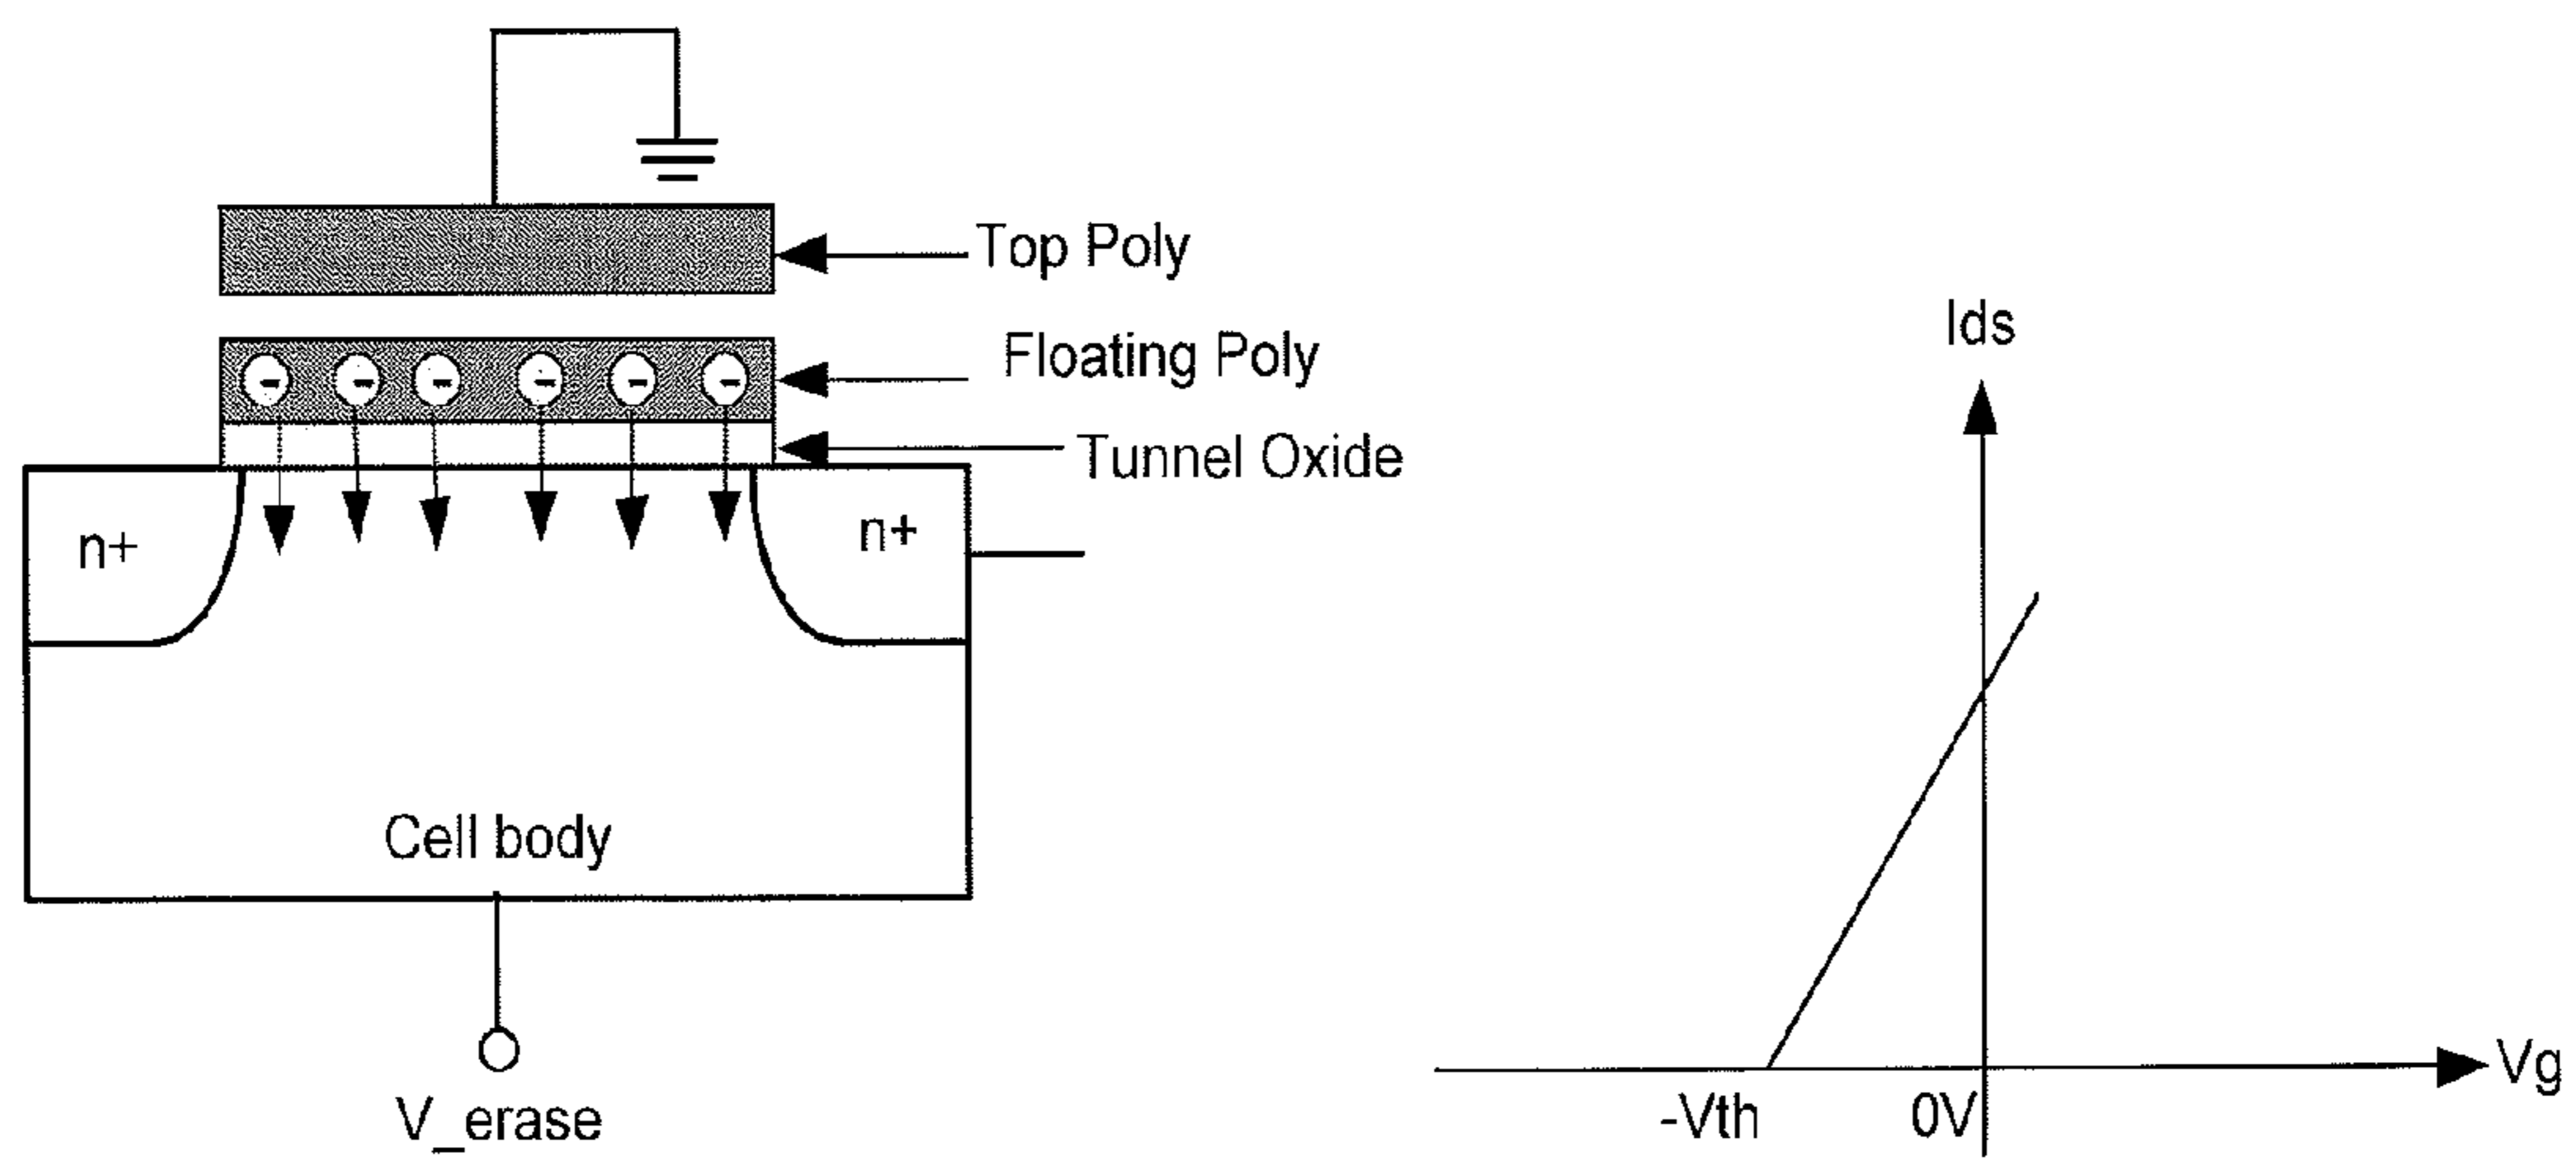 Top Poly
Floating Poly
Tunnel Oxide
n+
n+
Cell body
V_erase
Ids
Vg
-Vth
0V